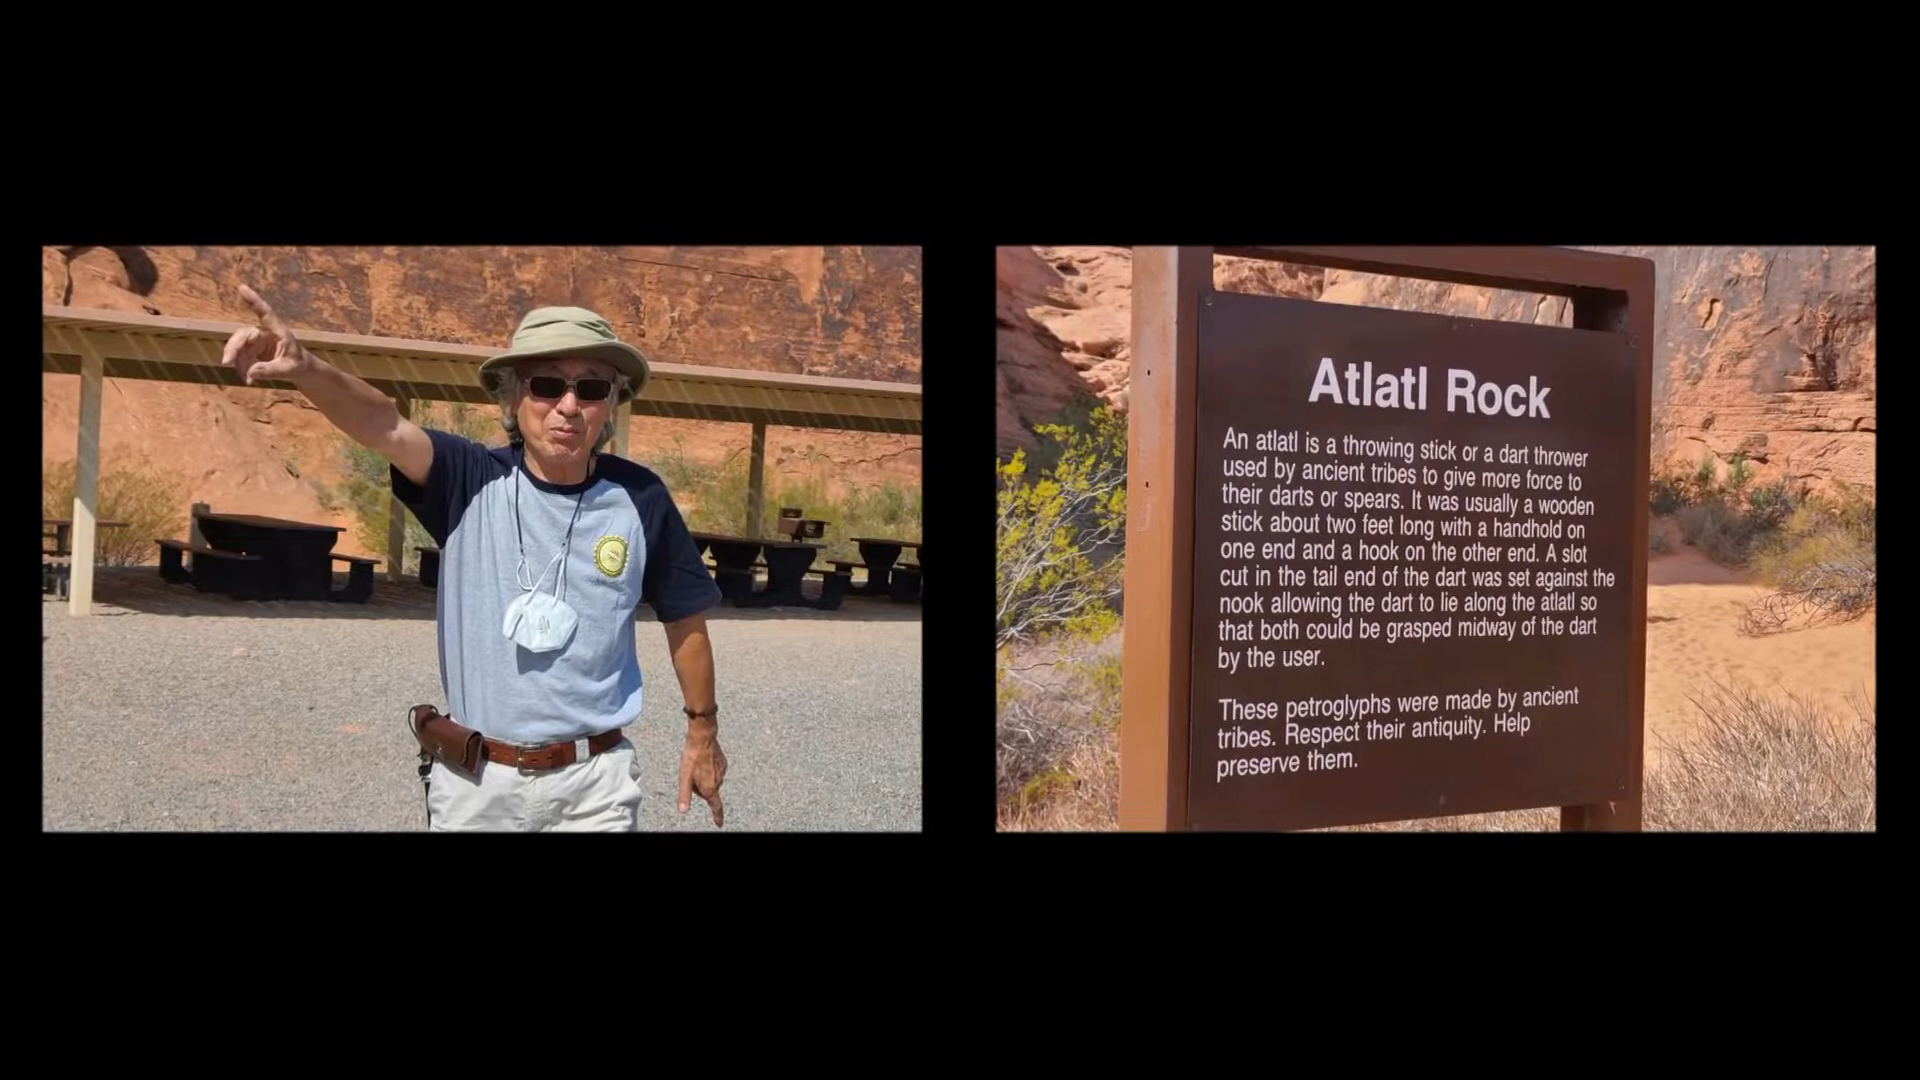 Atlatl Rock
An atlatl is a throwing stick or a dart thrower
used by ancient tribes to give more force to
their darts or spears. It was usually a wooden
stick about two feet long with a handhold on
one end and a hook on the other end. A slot
cut in the tail end of the dart was set against the
nook allowing the dart to lie along the atlatl so
that both could be grasped midway of the dart
by the user.
These petroglyphs were made by ancient
tribes. Respect their antiquity. Help
preserve them.